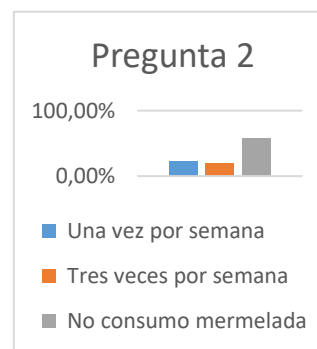 Pregunta 2
100,00%
0,00%
Una vez por semana
Tres veces por semana
No consumo mermelada